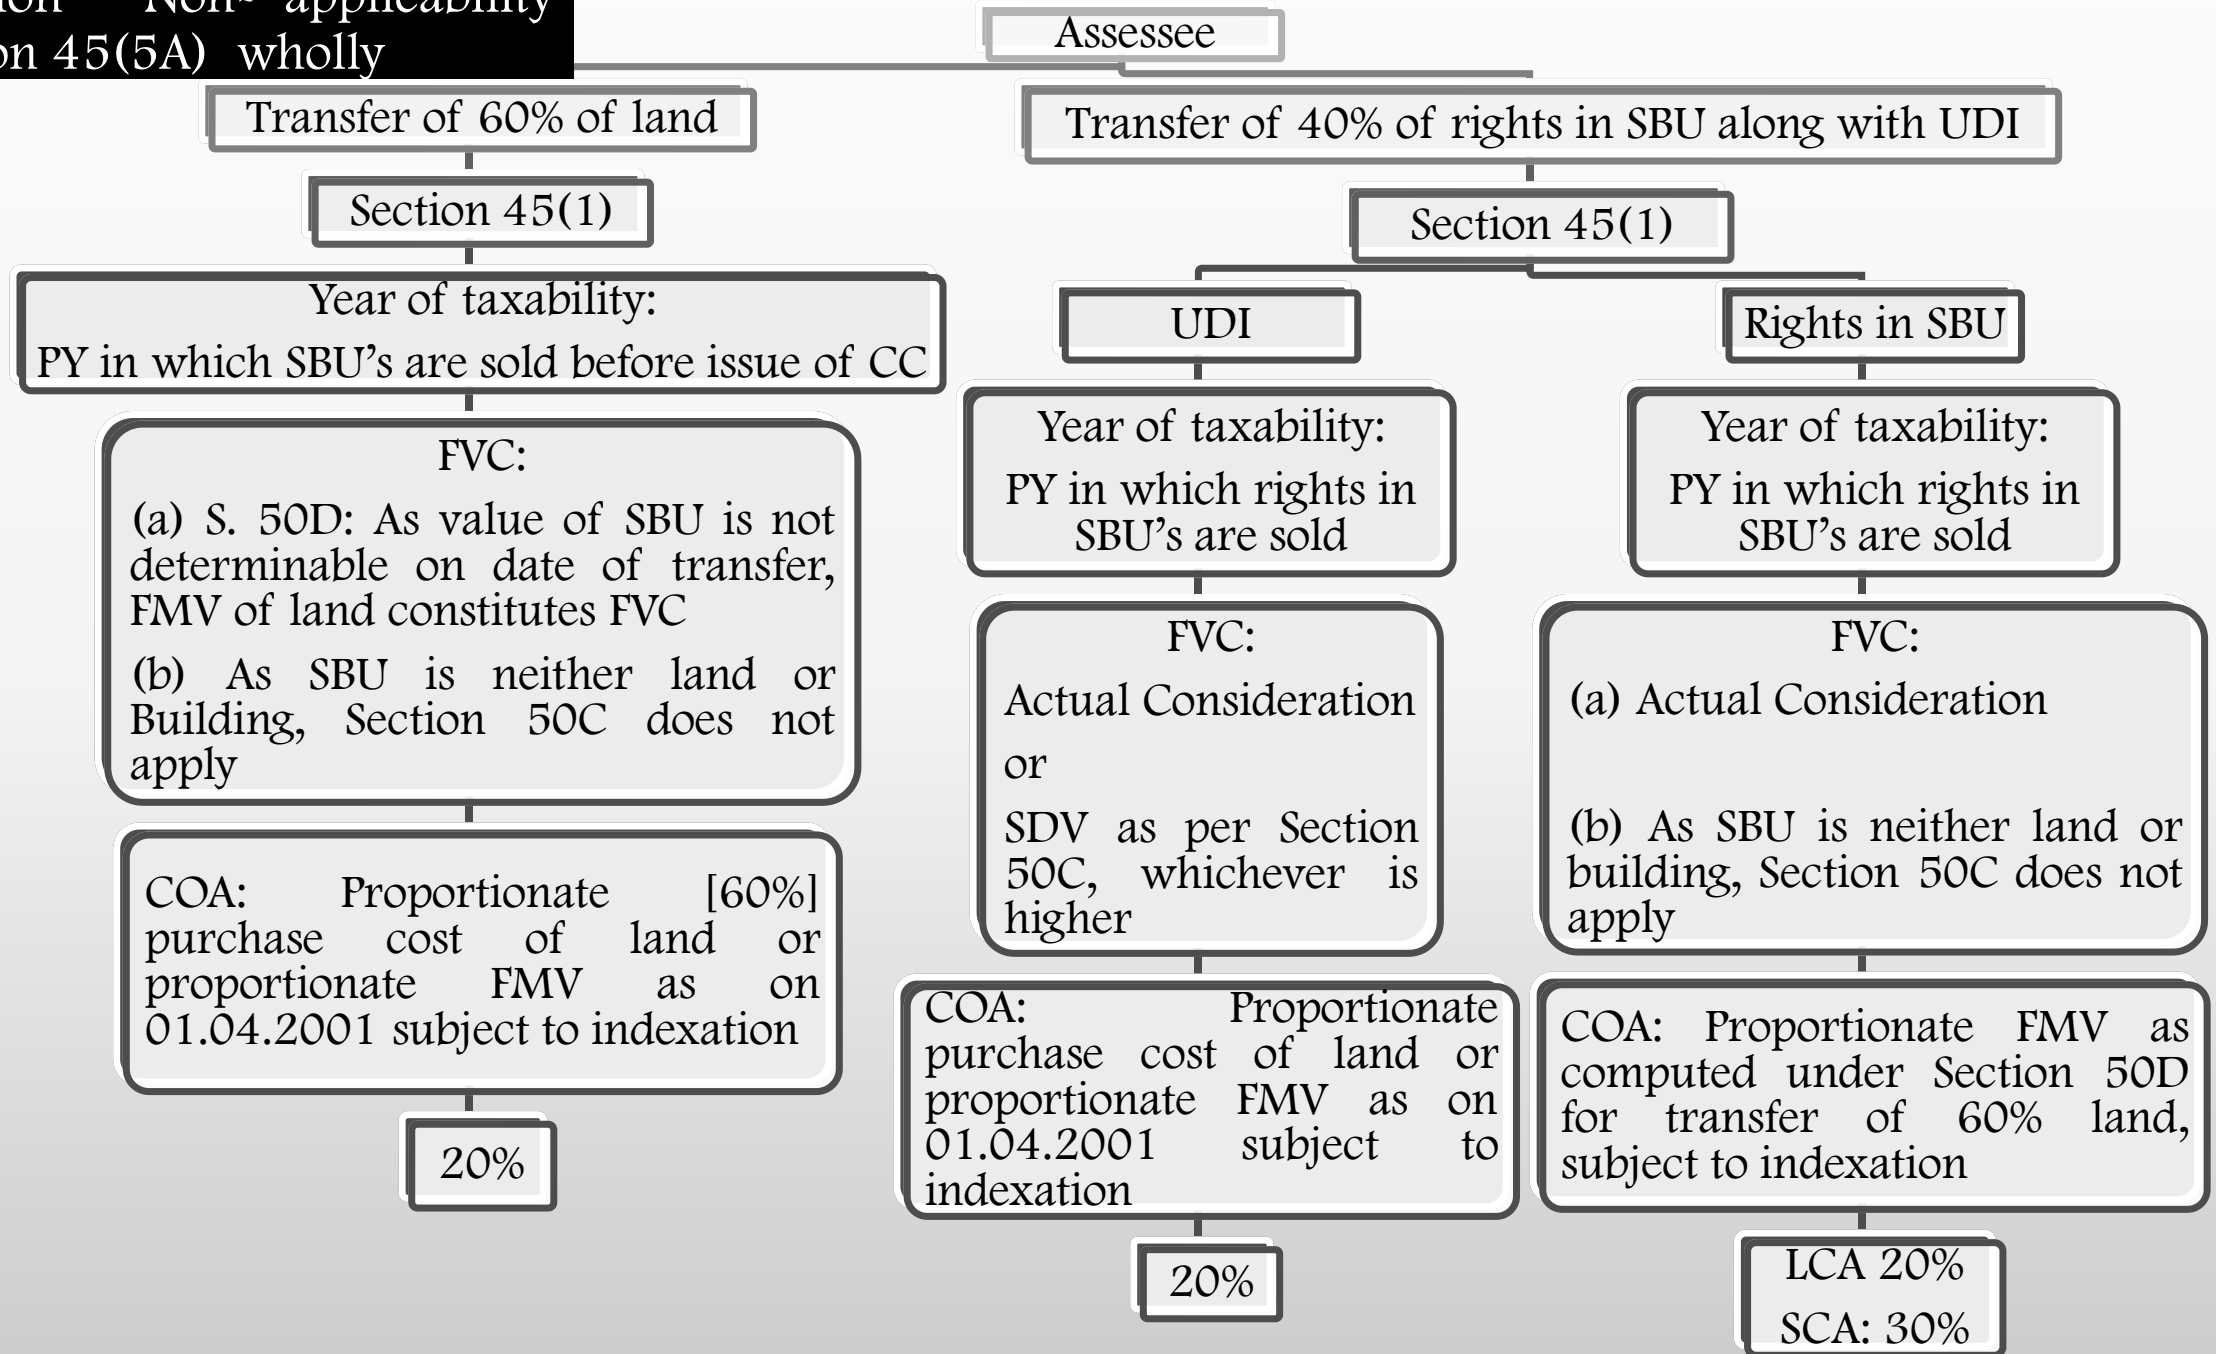 Non- applicability
45(5A) wholly
Assessee
Transfer of 60% of land
Section 45(1)
Year of taxability:
PY in which SBU's are sold before issue of CC
FVC:
(a) S. 50D: As value of SBU is not
determinable on date of transfer,
FMV of land constitutes FVC
(b) As SBU is neither land or
Building, Section 50C does not
apply
COA: Proportionate [60%]
purchase cost of land or
proportionate FMV as on
01.04.2001 subject to indexation
20%
Transfer of 40% of rights in SBU along with UDI
Section 45(1)
UDI
Year of taxability:
PY in which rights in
SBU's are sold
FVC:
Actual Consideration
or
SDV as per Section
50C, whichever is
higher
COA: Proportionate
purchase cost of land or
proportionate FMV as on
01.04.2001 subject to
indexation
20%
Rights in SBU
Year of taxability:
PY in which rights in
SBU's are sold
FVC:
(a) Actual Consideration
(b) As SBU is neither land or
building, Section 50C does not
apply
COA: Proportionate FMV as
computed under Section 50D
for transfer of 60% land,
subject to indexation
LCA 20%
SCA: 30%